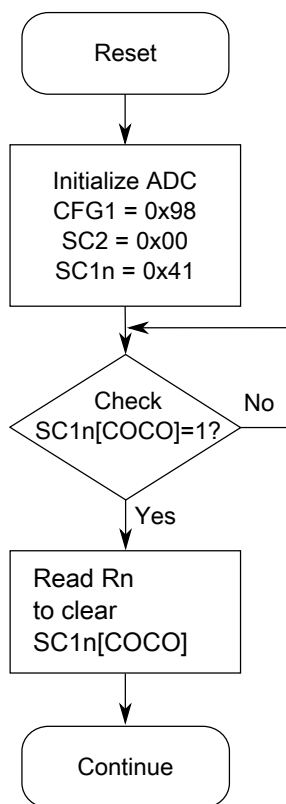 Reset
Initialize ADC
CFG1 = 0x98
SC2 = 0x00
SC1n = 0x41
Check
SC1n[COCO]=1?
No
Yes
Read Rn
to clear
SC1n[COCO]
Continue